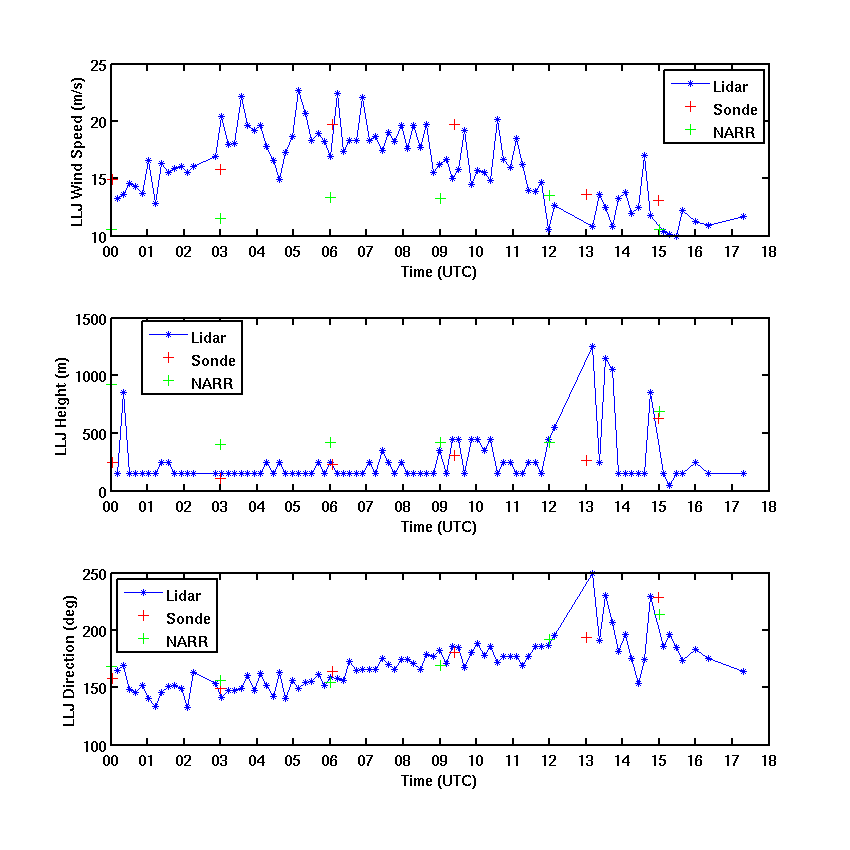 25
20
15
10
LLJ Wind Speed (m/s)
Lidar
Sonde
NARR
00 01 02 03 04 05 06 07 08 09 10 11 12 13 14 15 16 17 18
Time (UTC)
1500
1000
500
0
LLJ Height (m)
Lidar
Sonde
NARR
00 01 02 03 04 05 06 07 08 09 10 11 12 13 14 15 16 17 18
Time (UTC)
250
200
150
100
LLJ Direction (deg)
Lidar
Sonde
NARR
00 01 02 03 04 05 06 07 08 09 10 11 12 13 14 15 16 17 18
Time (UTC)